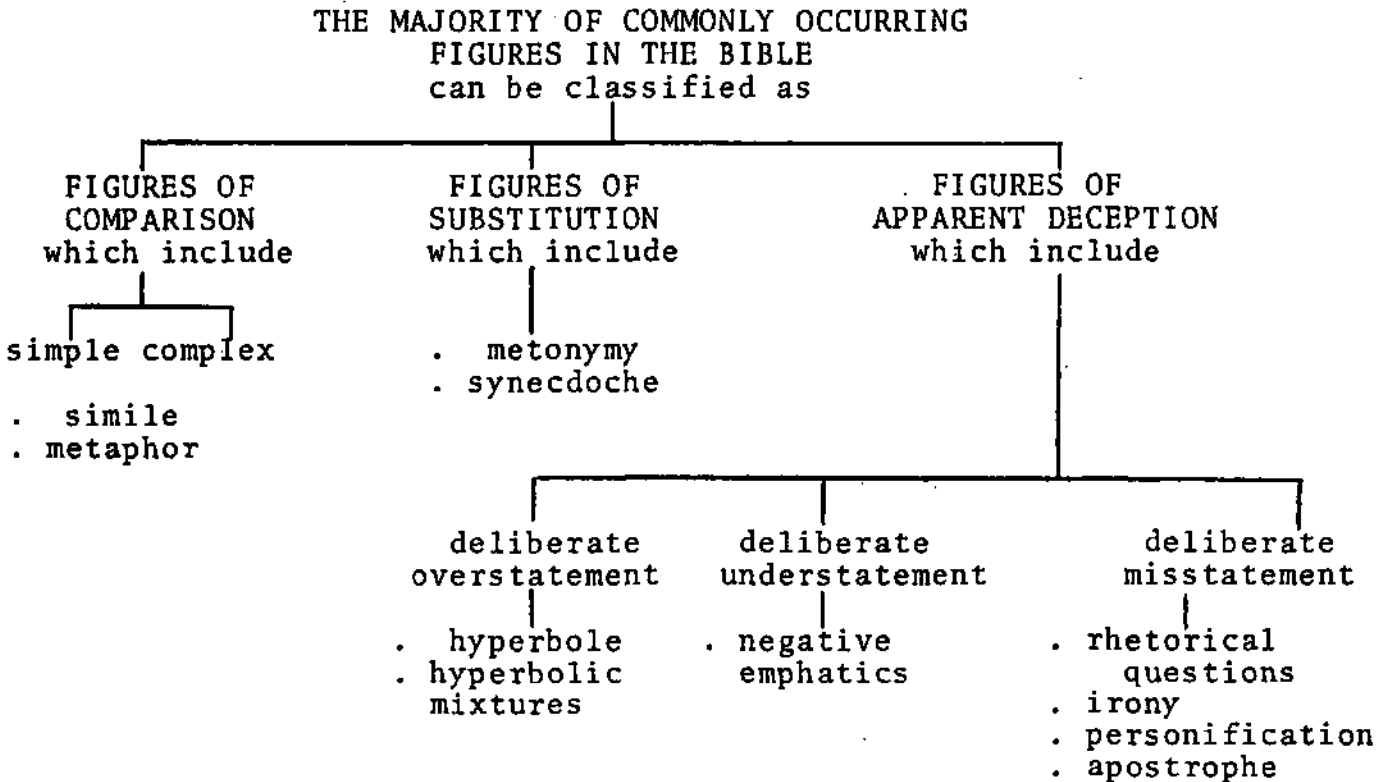 THE MAJORITY OF COMMONLY OCCURRING
FIGURES IN THE BIBLE
can be classified as
FIGURES OF
COMPARISON
which include
simple complex
. simile
. metaphor
FIGURES OF
SUBSTITUTION
which include
. metonymy
. synecdoche
FIGURES OF
APPARENT DECEPTION
which include
deliberate
overstatement
. hyperbole
. hyperbolic
mixtures
deliberate
understatement
. negative
emphatics
deliberate
misstatement
. rhetorical
questions
. irony
. personification
. apostrophe